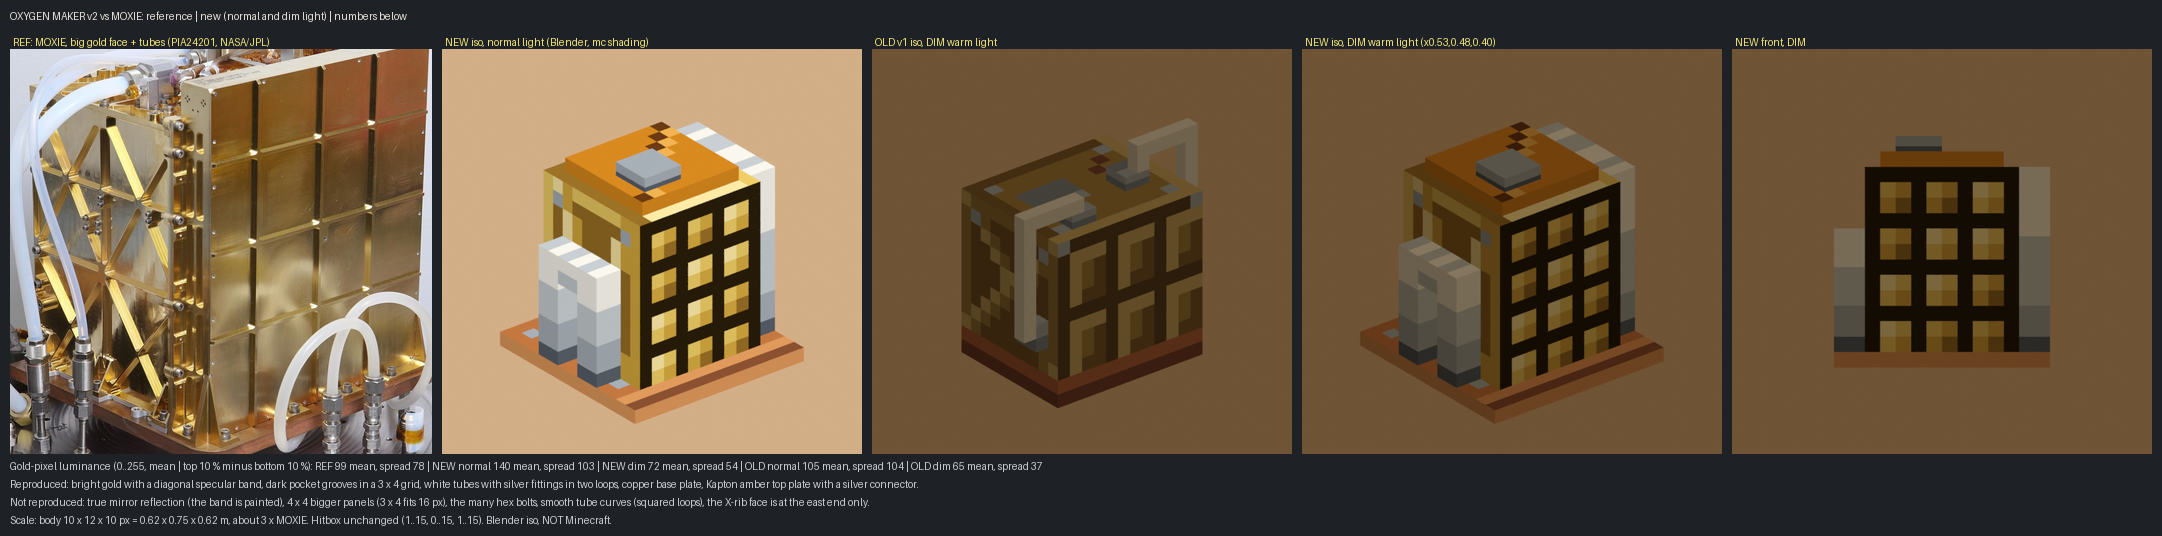 OXYGEN MAKER v2 vs MOXIE: reference | new (normal and dim light) | numbers below
REF: MOXIE, big gold face + tubes (PIA24201, NASA/JPL)
NEW iso, normal light (Blender, mc shading)
OLD v1 iso, DIM warm light
NEW iso, DIM warm light (x0.53,0.48,0.40)
NEW front, DIM
Gold-pixel luminance (0..255, mean | top 10 % minus bottom 10 %): REF 99 mean, spread 78 | NEW normal 140 mean, spread 103 | NEW dim 72 mean, spread 54 | OLD normal 105 mean, spread 104 | OLD dim 65 mean, spread 37
Reproduced: bright gold with a diagonal specular band, dark pocket grooves in a 3 x 4 grid, white tubes with silver fittings in two loops, copper base plate, Kapton amber top plate with a silver connector.
Not reproduced: true mirror reflection (the band is painted), 4 x 4 bigger panels (3 x 4 fits 16 px), the many hex bolts, smooth tube curves (squared loops), the X-rib face is at the east end only.
Scale: body 10 x 12 x 10 px = 0.62 x 0.75 x 0.62 m, about 3 x MOXIE. Hitbox unchanged (1..15, 0..15, 1..15). Blender iso, NOT Minecraft.